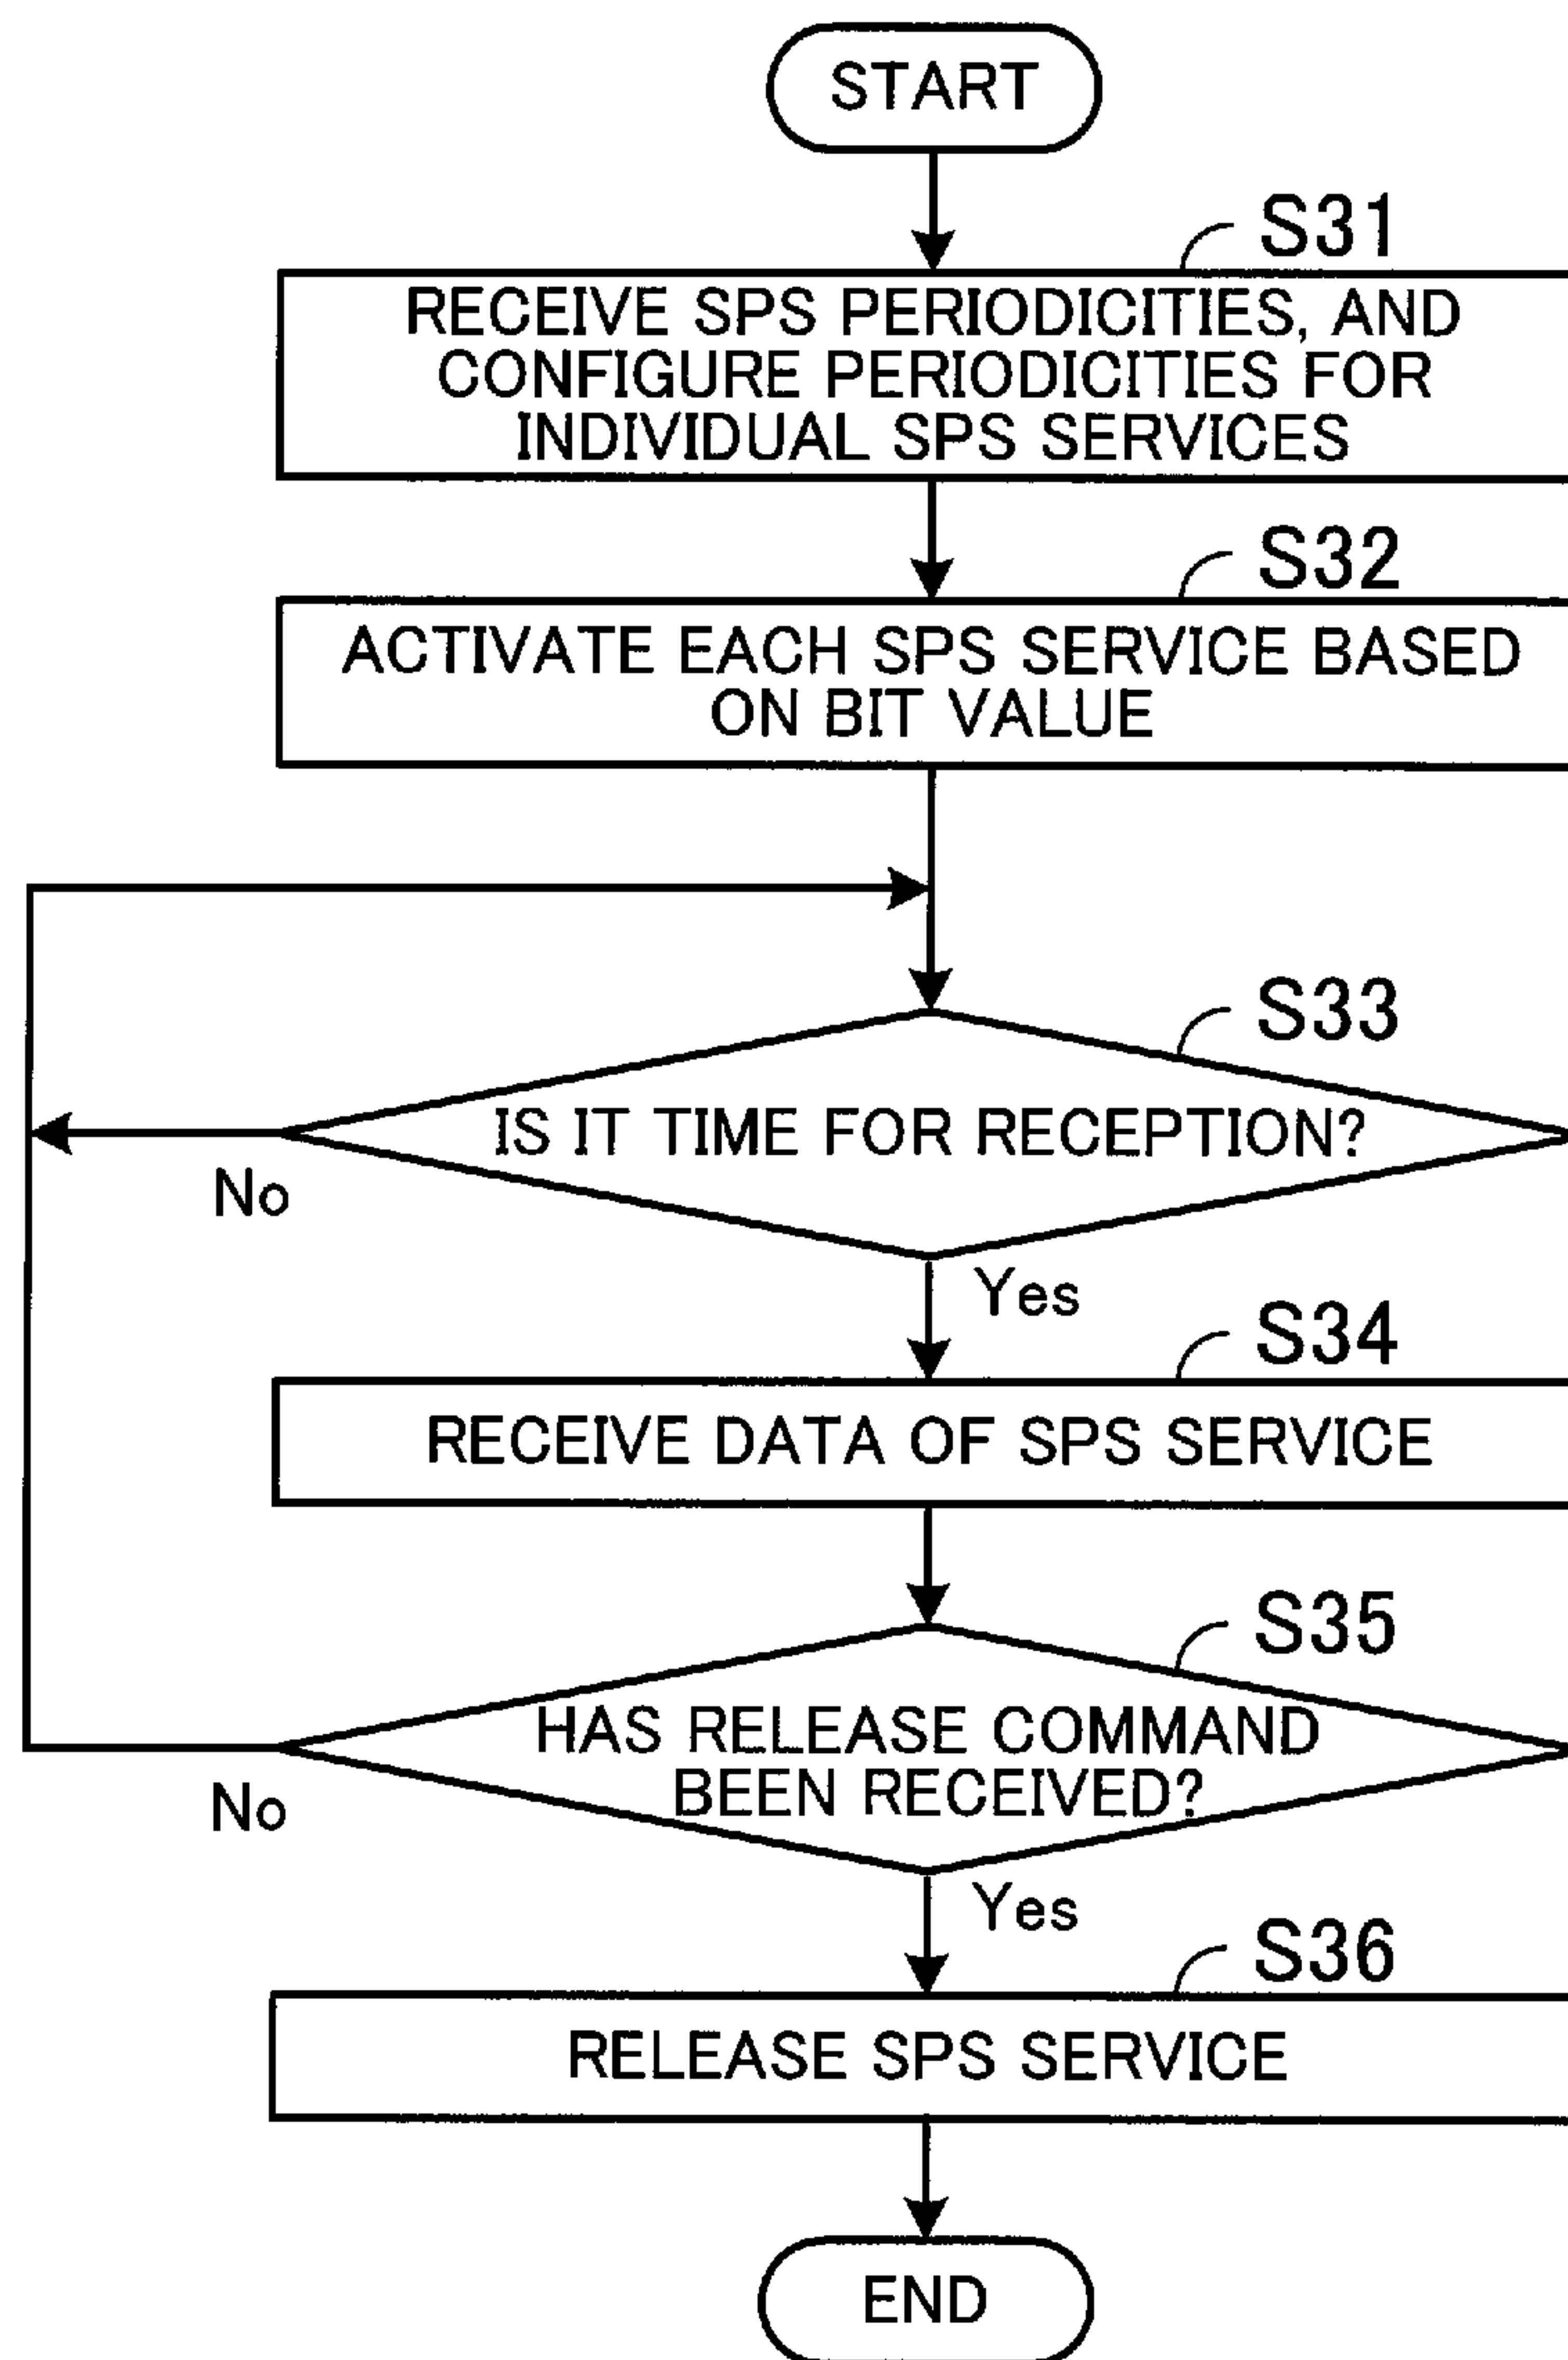 START
S31
RECEIVE SPS PERIODICITIES, AND
CONFIGURE PERIODICITIES FOR
INDIVIDUAL SPS SERVICES
S32
ACTIVATE EACH SPS SERVICE BASED
ON BIT VALUE
S33
IS IT TIME FOR RECEPTION?
No
Yes
S34
RECEIVE DATA OF SPS SERVICE
S35
HAS RELEASE COMMAND
BEEN RECEIVED?
No
Yes
S36
RELEASE SPS SERVICE
END